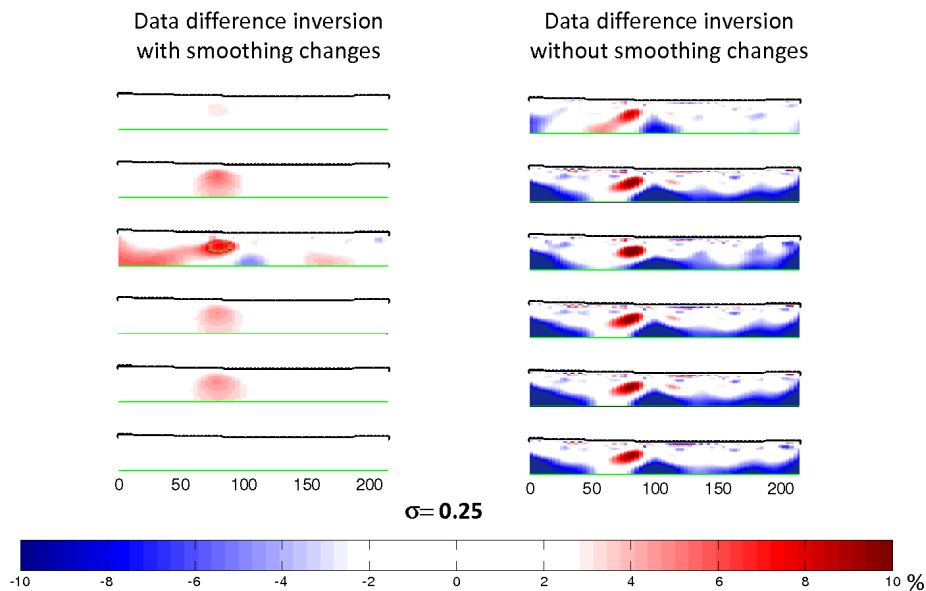 Data difference inversion
with smoothing changes
Data difference inversion
without smoothing changes
0 50 100 150 200
0 50 100 150 200
σ= 0.25
-10 -8 -6 -4 -2 0 2 4 6 8 10 %